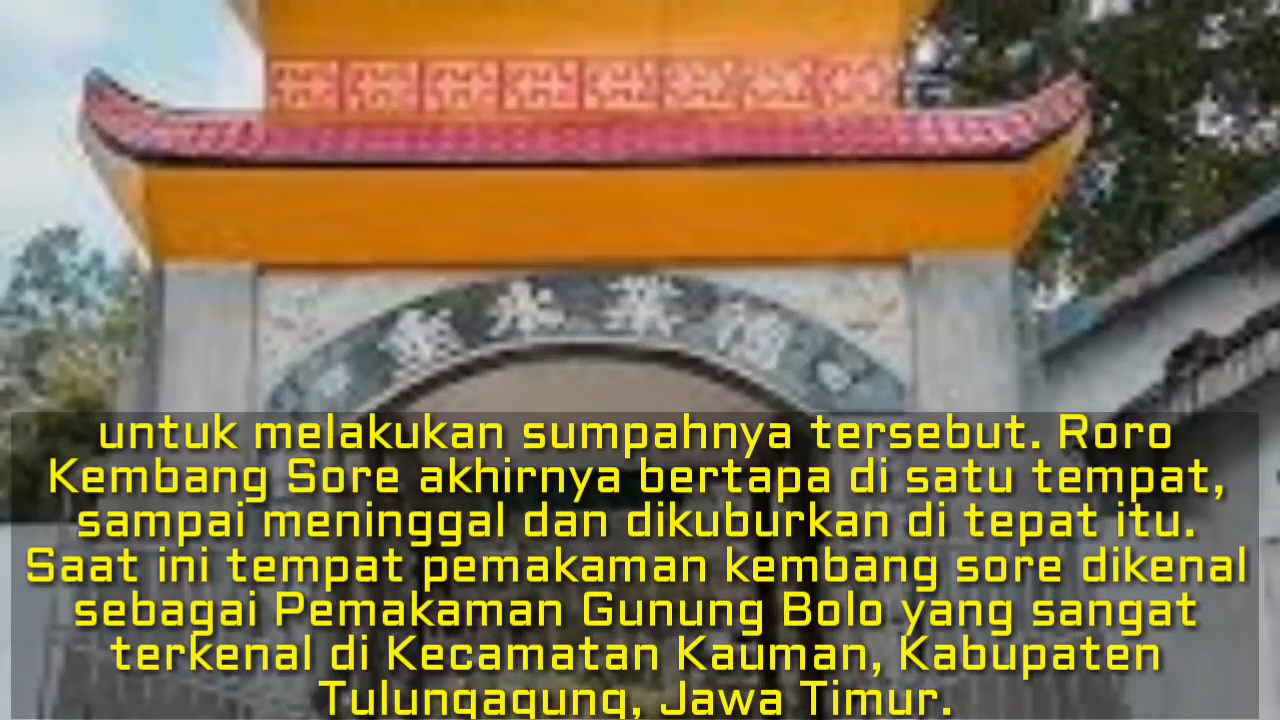 untuk melakukan sumpahnya tersebut. Roro
Kembang Sore akhirnya bertapa di satu tempat,
sampai meninggal dan dikuburkan di tepat itu.
Saat ini tempat pemakaman kembang sore dikenal
sebagai Pemakaman Gunung Bolo yang sangat
terkenal di Kecamatan Kauman, Kabupaten
Tulungagung, Jawa Timur.